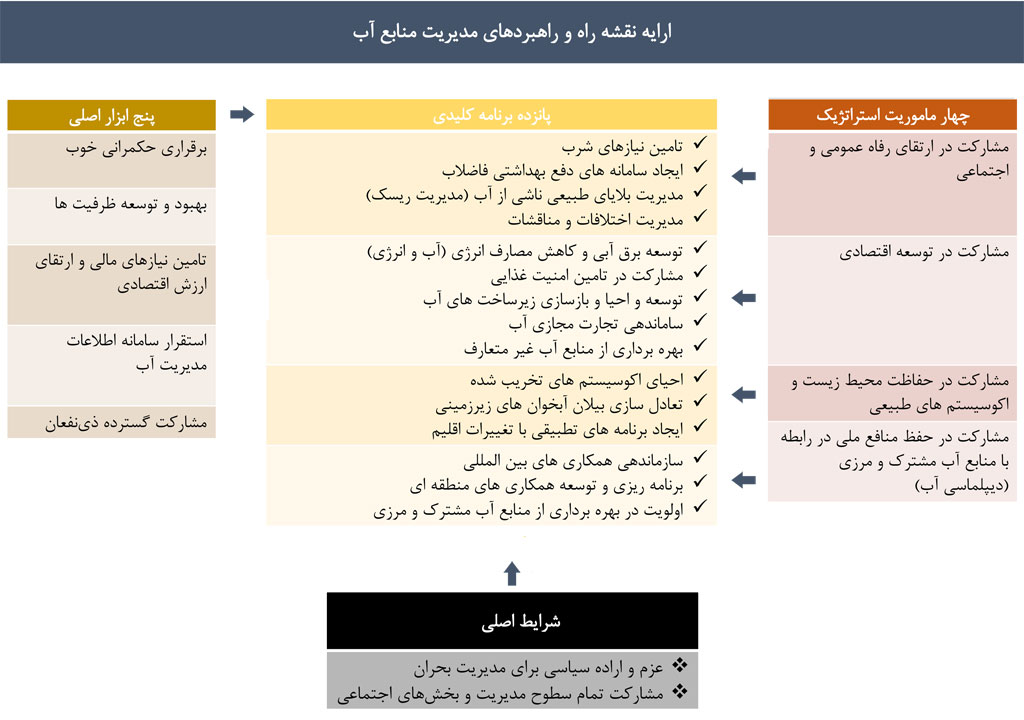 ارایه نقشه راه و راهبردهای مدیریت منابع آب
چهار ماموریت استراتژیک
مشارکت در ارتقای رفاه عمومی و
اجتماعی
مشارکت در توسعه اقتصادی
مشارکت در حفاظت محیط زیست و
اکوسیستم های طبیعی
مشارکت در حفظ منافع ملی در رابطه
با منابع آب مشترک و مرزی
(دیپلماسی آب)
پانزده برنامه کلیدی
تامین نیازهای شرب
ایجاد سامانه های دفع بهداشتی فاضلاب
مدیریت بلایای طبیعی ناشی از آب (مدیریت ریسک)
مدیریت اختلافات و مناقشات
توسعه برق آبی و کاهش مصارف انرژی (آب و انرژی)
مشارکت در تامین امنیت غذایی
توسعه و احیا و بازسازی زیرساخت های آب
ساماندهی تجارت مجازی آب
بهره برداری از منابع آب غیر متعارف
احیای اکوسیستم های تخریب شده
تعادل سازی بیلان آبخوان های زیرزمینی
ایجاد برنامه های تطبیقی با تغییرات اقلیم
سازماندهی همکاری های بین المللی
برنامه ریزی و توسعه همکاری های منطقه ای
اولویت در بهره برداری از منابع آب مشترک و مرزی
پنج ابزار اصلی
برقراری حکمرانی خوب
بهبود و توسعه ظرفیت ها
تامین نیازهای مالی و ارتقای
ارزش اقتصادی
استقرار سامانه اطلاعات
مدیریت آب
مشارکت گسترده ذی‌نفعان
شرایط اصلی
عزم و اراده سیاسی برای مدیریت بحران
مشارکت تمام سطوح مدیریت و بخش‌های اجتماعی